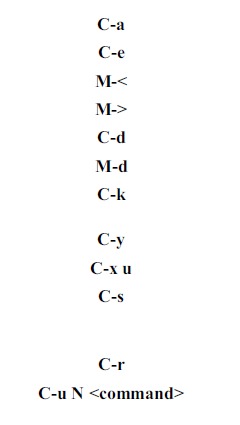 C-a
C-e
M-<
M->
C-d
M-d
C-k
C-y
C-x u
C-s
C-r
C-u N <command>